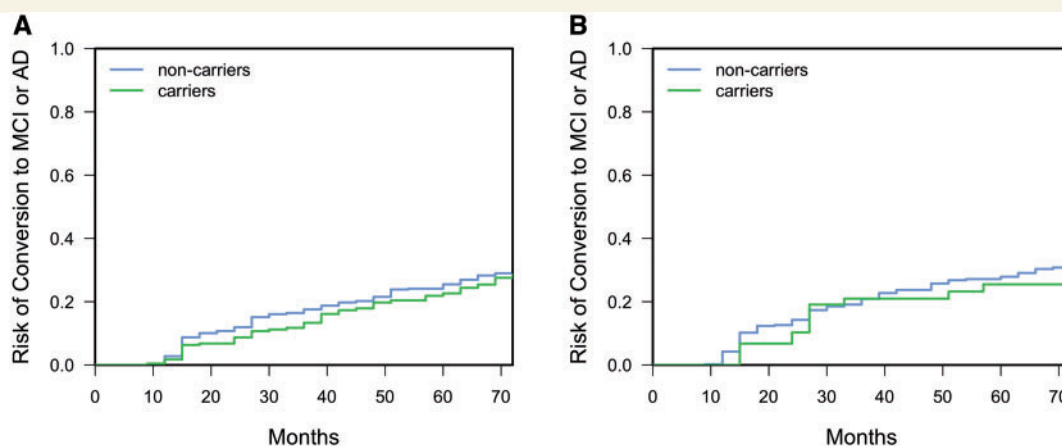 A
Risk of Conversion to MCI or AD
1.0
0.8
0.6
0.4
0.2
0.0
non-carriers
carriers
0 10 20 30 40 50 60 70
Months
B
Risk of Conversion to MCI or AD
1.0
0.8
0.6
0.4
0.2
0.0
non-carriers
carriers
0 10 20 30 40 50 60
Months